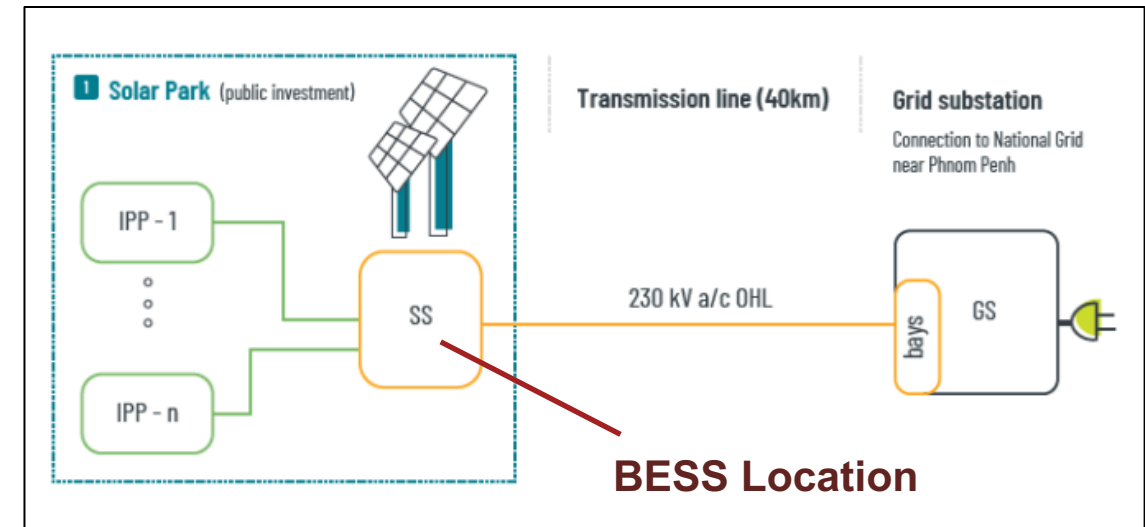 1 Solar Park (public investment)
Transmission line (40km)
Grid substation
Connection to National Grid
near Phnom Penh
IPP - 1
SS
230 kV a/c OHL
bays
GS
IPP - n
BESS Location